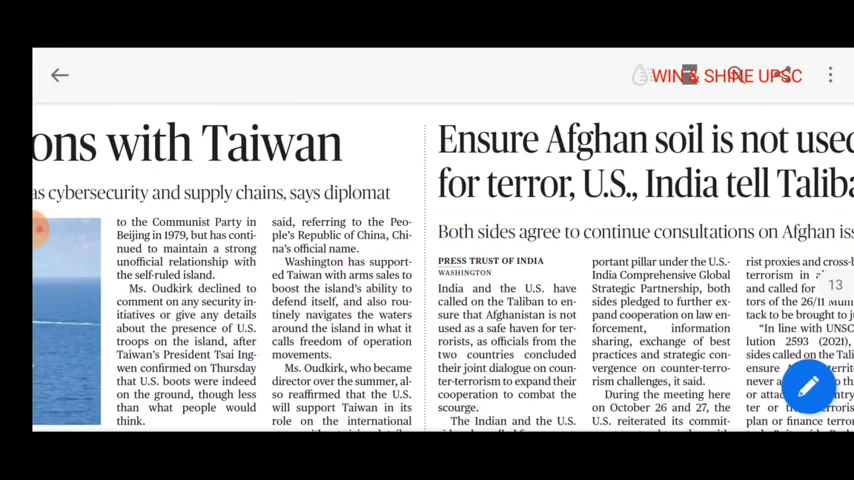 WIN & SHINE UPSC
ons with Taiwan
as cybersecurity and supply chains, says diplomat
to the Communist Party in
Beijing in 1979, but has conti-
nued to maintain a strong
unofficial relationship with
the self-ruled island.
Ms. Oudkirk declined to
comment on any security in-
itiatives or give any details
about the presence of U.S.
troops on the island, after
Taiwan's President Tsai Ing-
wen confirmed on Thursday
that U.S. boots were indeed
on the ground, though less
than what people would
think.
said, referring to the Peo-
ple's Republic of China, Chi-
na's official name.
Washington has support-
ed Taiwan with arms sales to
boost the island's ability to
defend itself, and also rou-
tinely navigates the waters
around the island in what it
calls freedom of operation
movements.
Ms. Oudkirk, who became
director over the summer, al-
so reaffirmed that the U.S.
will support Taiwan in its
role on the international
Ensure Afghan soil is not used
for terror, U.S., India tell Taliba
Both sides agree to continue consultations on Afghan iss
PRESS TRUST OF INDIA
WASHINGTON
India and the U.S. have
called on the Taliban to en-
sure that Afghanistan is not
used as a safe haven for ter-
rorists, as officials from the
two countries concluded
their joint dialogue on coun-
ter-terrorism to expand their
cooperation to combat the
scourge.
The Indian and the U.S.
portant pillar under the U.S.-
India Comprehensive Global
Strategic Partnership, both
sides pledged to further ex-
pand cooperation on law en-
forcement, information
sharing, exchange of best
practices and strategic con-
vergence on counter-terro-
rism challenges, it said.
During the meeting here
on October 26 and 27, the
U.S. reiterated its commit-
rist proxies and cross-b
terrorism in
and called for
tors of the 26/11 Mum
tack to be brought to ju
"In line with UNSC
lution 2593 (2021),
sides called on the Tali
ensure
never a
or attac
ter or
plan or finance terror
13